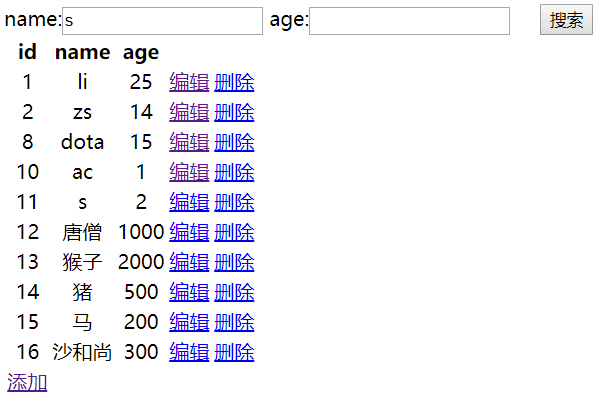 name:s age: 搜索
id name age
1 li 25 编辑 删除
2 zs 14 编辑 删除
8 dota 15 编辑 删除
10 ac 1 编辑 删除
11 s 2 编辑 删除
12 唐僧 1000 编辑 删除
13 猴子 2000 编辑 删除
14 猪 500 编辑 删除
15 马 200 编辑 删除
16 沙和尚 300 编辑 删除
添加